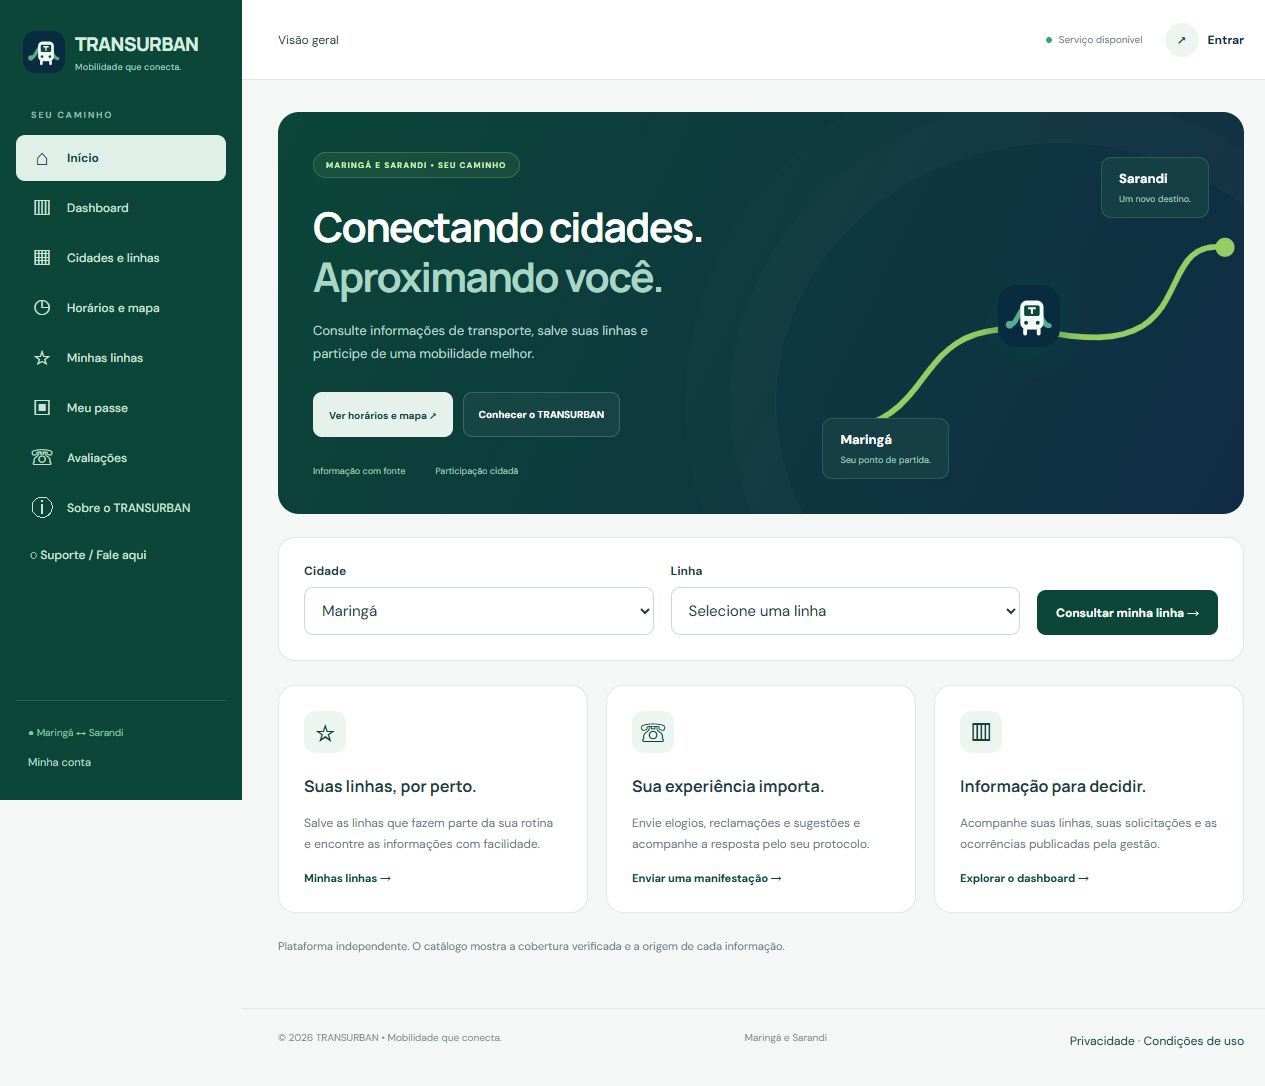 TRANSURBAN
Mobilidade que conecta.
SEU CAMINHO
Início
Dashboard
Cidades e linhas
Horários e mapa
Minhas linhas
Meu passe
Avaliações
Sobre o TRANSURBAN
○ Suporte / Fale aqui
● Maringá ↔ Sarandi
Minha conta
Visão geral
Serviço disponível
↗ Entrar
MARINGÁ E SARANDI • SEU CAMINHO
Conectando cidades.
Aproximando você.
Consulte informações de transporte, salve suas linhas e
participe de uma mobilidade melhor.
Ver horários e mapa ↗
Conhecer o TRANSURBAN
Informação com fonte
Participação cidadã
Sarandi
Um novo destino.
T
Maringá
Seu ponto de partida.
Cidade
Maringá
Linha
Selecione uma linha
Consultar minha linha →
Suas linhas, por perto.
Salve as linhas que fazem parte da sua rotina
e encontre as informações com facilidade.
Minhas linhas →
Sua experiência importa.
Envie elogios, reclamações e sugestões e
acompanhe a resposta pelo seu protocolo.
Enviar uma manifestação →
Informação para decidir.
Acompanhe suas linhas, suas solicitações e as
ocorrências publicadas pela gestão.
Explorar o dashboard →
Plataforma independente. O catálogo mostra a cobertura verificada e a origem de cada informação.
© 2026 TRANSURBAN • Mobilidade que conecta.
Maringá e Sarandi
Privacidade · Condições de uso